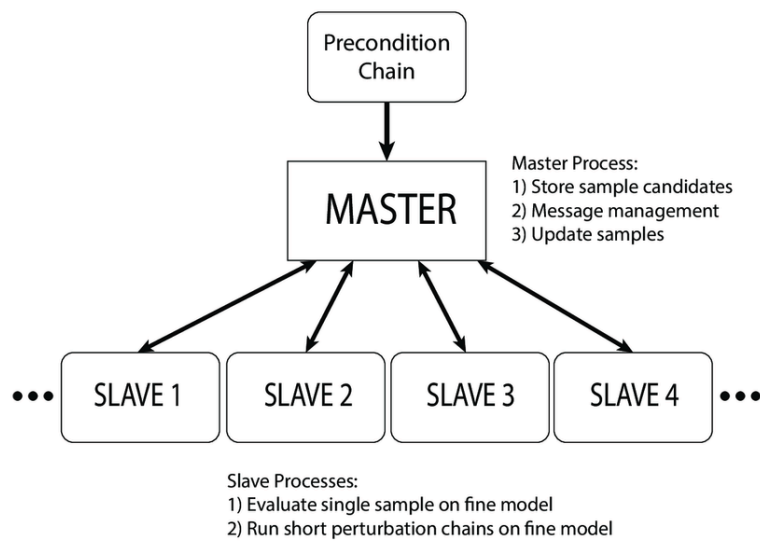 Precondition
Chain
MASTER
Master Process:
1) Store sample candidates
2) Message management
3) Update samples
SLAVE 1
SLAVE 2
SLAVE 3
SLAVE 4
Slave Processes:
1) Evaluate single sample on fine model
2) Run short perturbation chains on fine model